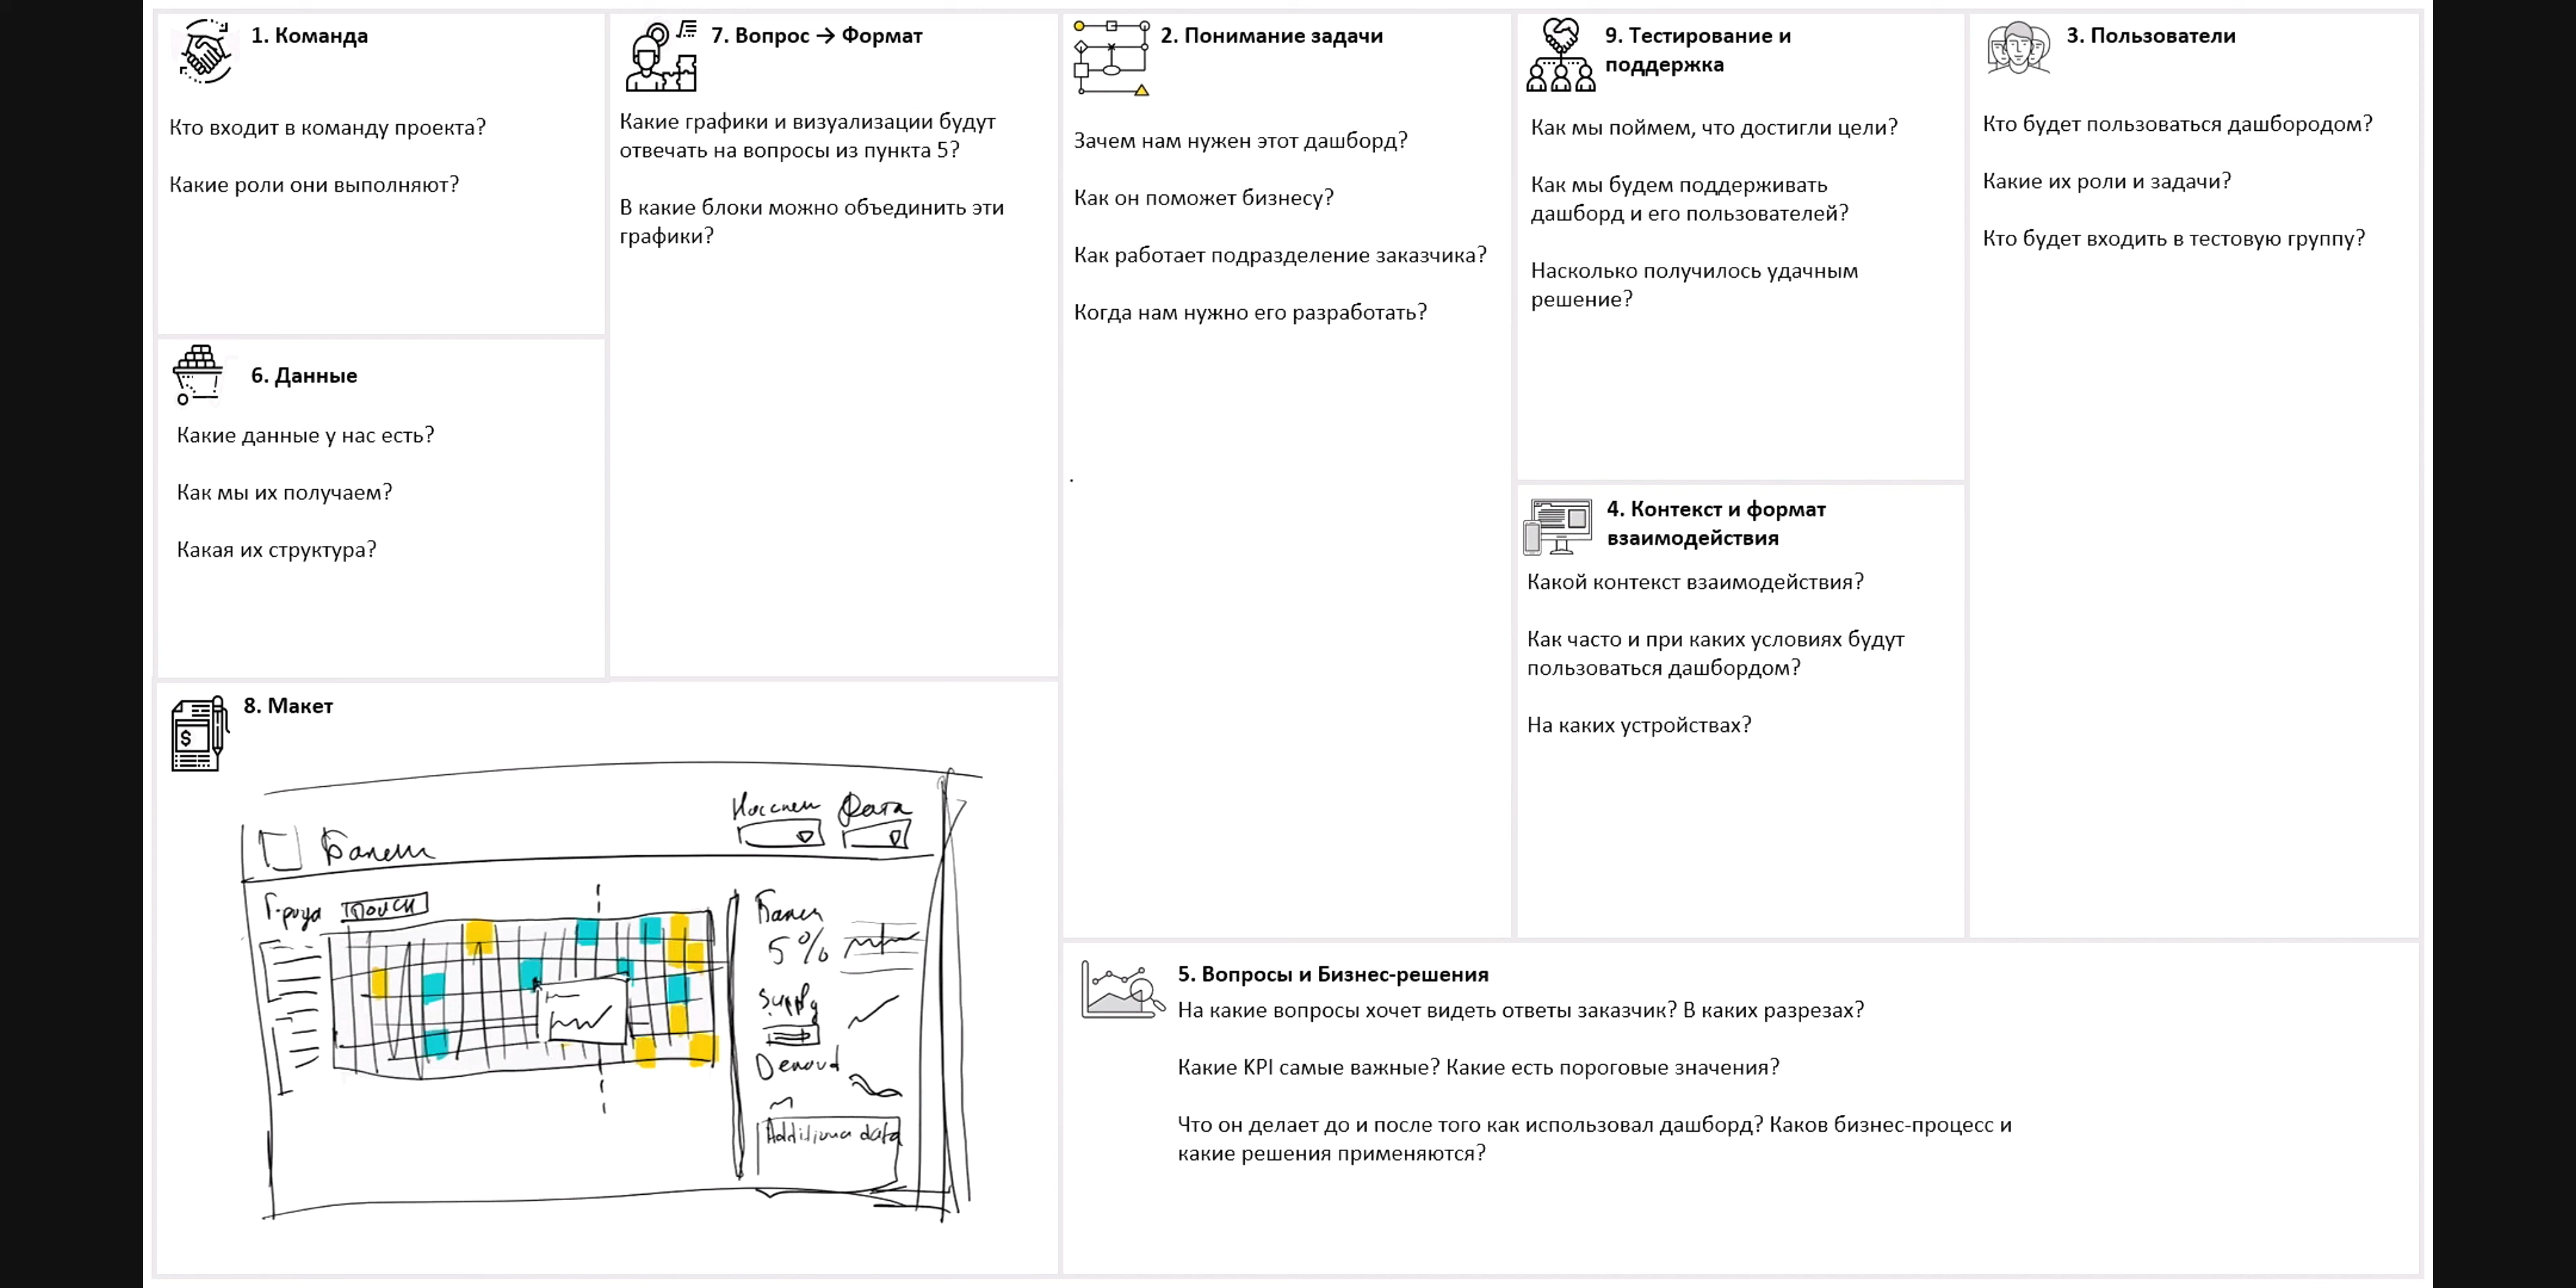 1. Команда
Кто входит в команду проекта?
Какие роли они выполняют?
7. Вопрос → Формат
Какие графики и визуализации будут
отвечать на вопросы из пункта 5?
В какие блоки можно объединить эти
графики?
2. Понимание задачи
Зачем нам нужен этот дашборд?
Как он поможет бизнесу?
Как работает подразделение заказчика?
Когда нам нужно его разработать?
9. Тестирование и
поддержка
Как мы поймем, что достигли цели?
Как мы будем поддерживать
дашборд и его пользователей?
Насколько получилось удачным
решение?
3. Пользователи
Кто будет пользоваться дашбородом?
Какие их роли и задачи?
Кто будет входить в тестовую группу?
6. Данные
Какие данные у нас есть?
Как мы их получаем?
Какая их структура?
4. Контекст и формат
взаимодействия
Какой контекст взаимодействия?
Как часто и при каких условиях будут
пользоваться дашбордом?
На каких устройствах?
8. Макет
$
Дата
Поиск
5%
Supply
Demand
data
5. Вопросы и Бизнес-решения
На какие вопросы хочет видеть ответы заказчик? В каких разрезах?
Какие KPI самые важные? Какие есть пороговые значения?
Что он делает до и после того как использовал дашборд? Каков бизнес-процесс и
какие решения применяются?